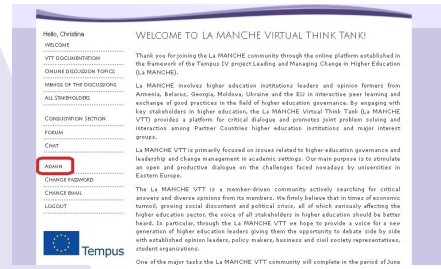 Hello, Christina
WELCOME
VTT DOCUMENTATION
ONLINE DISCUSSION TOPICS
MEMOS OF THE DISCUSSIONS
ALL STAKEHOLDERS
CONSULTATION SECTION
FORUM
CHAT
ADMIN
CHANGE PASSWORD
CHANGE EMAIL
LOGOUT
Tempus
WELCOME TO LA MANCHE VIRTUAL THINK TANK!
Thank you for joining the La MANCHE community through the online platform established in
the framework of the Tempus IV project Leading and Managing Change in Higher Education
(La MANCHE).
La MANCHE involves higher education institutions leaders and opinion formers from
Armenia, Belarus, Georgia, Moldova, Ukraine and the EU in interactive peer learning and
exchange of good practices in the field of higher education governance. By engaging with
key stakeholders in higher education, the La MANCHE Virtual Think Tank (La MANCHE
VTT) provides a platform for critical dialogue and promotes joint problem solving and
interaction among Partner Countries higher education institutions and major interest
groups.
La MANCHE VTT is primarily focused on issues related to higher education governance and
leadership and change management in academic settings. Our main purpose is to stimulate
an open and productive dialogue on the challenges faced nowadays by universities in
Eastern Europe.
The La MANCHE VTT is a member-driven community actively searching for critical
answers and diverse opinions from its members. We firmly believe that in times of economic
turmoil, growing social discontent and political crisis, all of which seriously affecting the
higher education sector, the voice of all stakeholders in higher education should be better
heard. In particular, through the La MANCHE VTT we hope to provide a voice for a new
generation of higher education leaders giving them the opportunity to debate side by side
with established opinion leaders, policy makers, business and civil society representatives,
student organizations.
One of the major tasks the La MANCHE VTT community will complete in the period of June